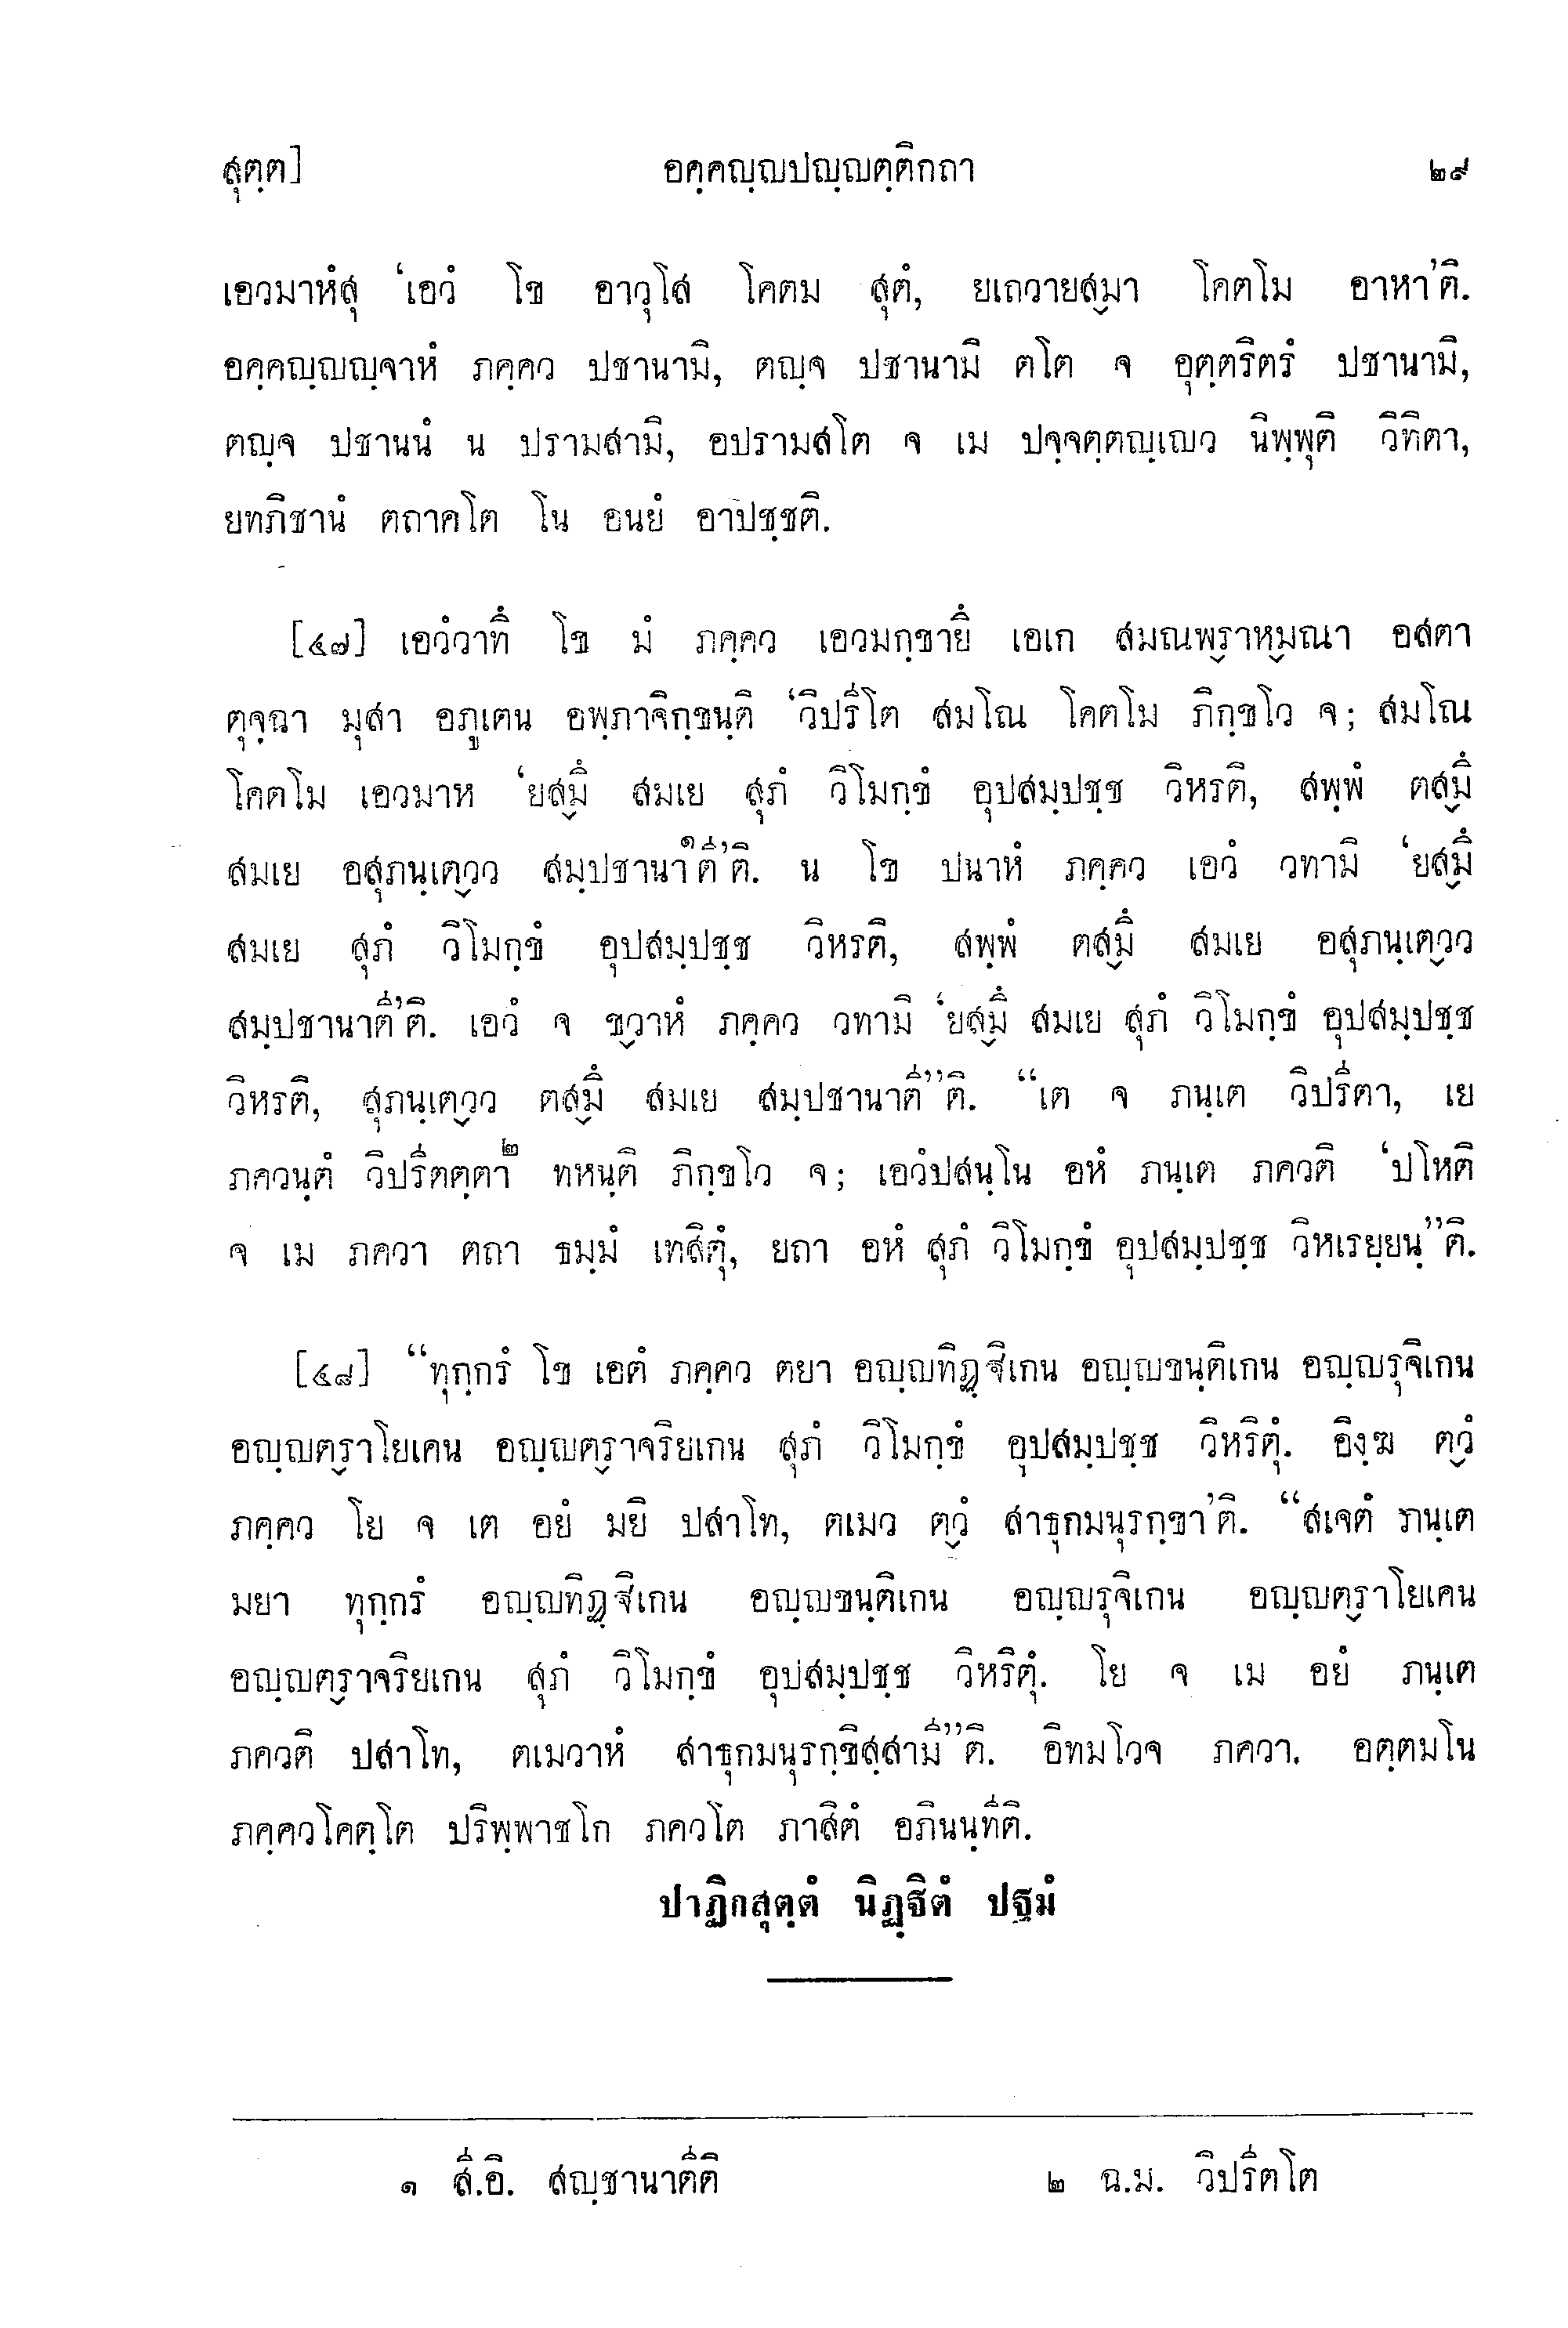 สุตฺต] อคฺคญฺญปญฺญตฺติกถา ๒๙
เอวมาหํสุ ‘เอวํ โข อาวุโส โคตม สุตํ, ยเถวายสฺมา โคตโม อาหา’ติ.
อคฺคญฺญญฺจาหํ ภคฺคว ปชานามิ, ตญฺจ ปชานามิ ตโต จ อุตฺตริตรํ ปชานามิ,
ตญฺจ ปชานนํ น ปรามสามิ, อปรามสโต จ เม ปจฺจตฺตญฺเญว นิพฺพุติ วิทิตา,
ยทภิชานํ ตถาคโต โน อนยํ อาปชฺชติ.
[๔๗] เอวํวาทึ โข มํ ภคฺคว เอวมกฺขายึ เอเก สมณพฺราหฺมณา อสตา
ตุจฺฉา มุสา อภูเตน อพฺภาจิกฺขนฺติ ‘วิปรีโต สมโณ โคตโม ภิกฺขโว จ; สมโณ
โคตโม เอวมาห ‘ยสฺมึ สมเย สุภํ วิโมกฺขํ อุปสมฺปชฺช วิหรติ, สพฺพํ ตสฺมึ
สมเย อสุภนฺเตฺวว สมฺปชานาตี๑’ติ. น โข ปนาหํ ภคฺคว เอวํ วทามิ ‘ยสฺมึ
สมเย สุภํ วิโมกฺขํ อุปสมฺปชฺช วิหรติ, สพฺพํ ตสฺมึ สมเย อสุภนฺเตฺวว
สมฺปชานาตี’ติ. เอวํ จ ขฺวาหํ ภคฺคว วทามิ ‘ยสฺมึ สมเย สุภํ วิโมกฺขํ อุปสมฺปชฺช
วิหรติ, สุภนฺเตฺวว ตสฺมึ สมเย สมฺปชานาตี”ติ. “เต จ ภนฺเต วิปรีตา, เย
ภควนฺตํ วิปรีตตฺตา๒ ทหนฺติ ภิกฺขโว จ; เอวํปสนฺโน อหํ ภนฺเต ภควติ ‘ปโหติ
จ เม ภควา ตถา ธมฺมํ เทสิตุํ, ยถา อหํ สุภํ วิโมกฺขํ อุปสมฺปชฺช วิหเรยฺยนฺ”ติ.
[๔๘] “ทุกฺกรํ โข เอตํ ภคฺคว ตยา อญฺญทิฏฺฐิเกน อญฺญขนฺติเกน อญฺญรุจิเกน
อญฺญตฺราโยเคน อญฺญตฺราจริยเกน สุภํ วิโมกฺขํ อุปสมฺปชฺช วิหริตุํ. อิงฺฆ ตฺวํ
ภคฺคว โย จ เต อยํ มยิ ปสาโท, ตเมว ตฺวํ สาธุกมนุรกฺขา’ติ. “สเจตํ ภนฺเต
มยา ทุกฺกรํ อญฺญทิฏฺฐิเกน อญฺญขนฺติเกน อญฺญรุจิเกน อญฺญตฺราโยเคน
อญฺญตฺราจริยเกน สุภํ วิโมกฺขํ อุปสมฺปชฺช วิหริตุํ. โย จ เม อยํ ภนฺเต
ภควติ ปสาโท, ตเมวาหํ สาธุกมนุรกฺขิสฺสามี”ติ. อิทมโวจ ภควา. อตฺตมโน
ภคฺควโคตฺโต ปริพฺพาชโก ภควโต ภาสิตํ อภินนฺทีติ.
ปาฏิกสุตฺตํ นิฏฺฐิตํ ปฐมํ
๑ สี.อิ. สญฺชานาตีติ ๒ ฉ.ม. วิปรีตโต